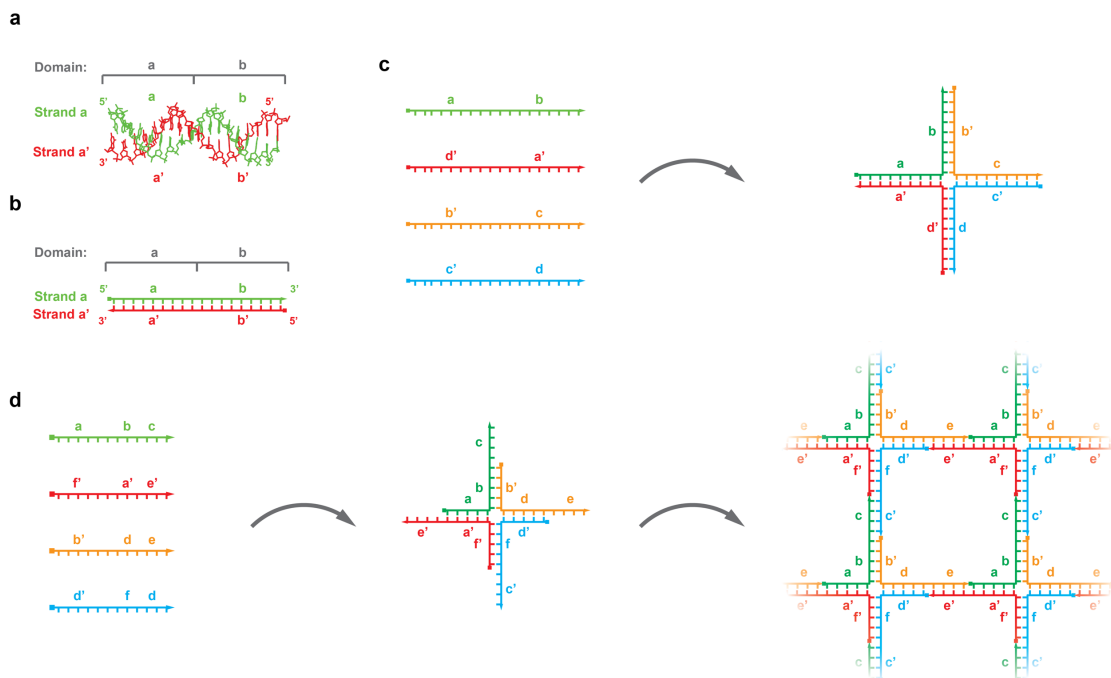 a
Domain: a b
5' a b 5'
Strand a
Strand a'
3' 3'
a' b'
b
Domain: a b
5' a b 3'
Strand a
Strand a'
3' a' b' 5'
c
a b
d' a'
b' c
c' d
b b'
a c
a' c'
d' d
d
a b c
f' a' e'
b' d e
d' f d
c
b b'
a d e
e' a' d'
f' f
c'
c c' c c'
b b' b b'
e a d e a d e
e' a' d' e' a' d' e'
f' f f' f
c c' c c'
b b' b b'
e a d e a d e
e' a' d' e' a' d' e'
f' f f' f
c c' c c'